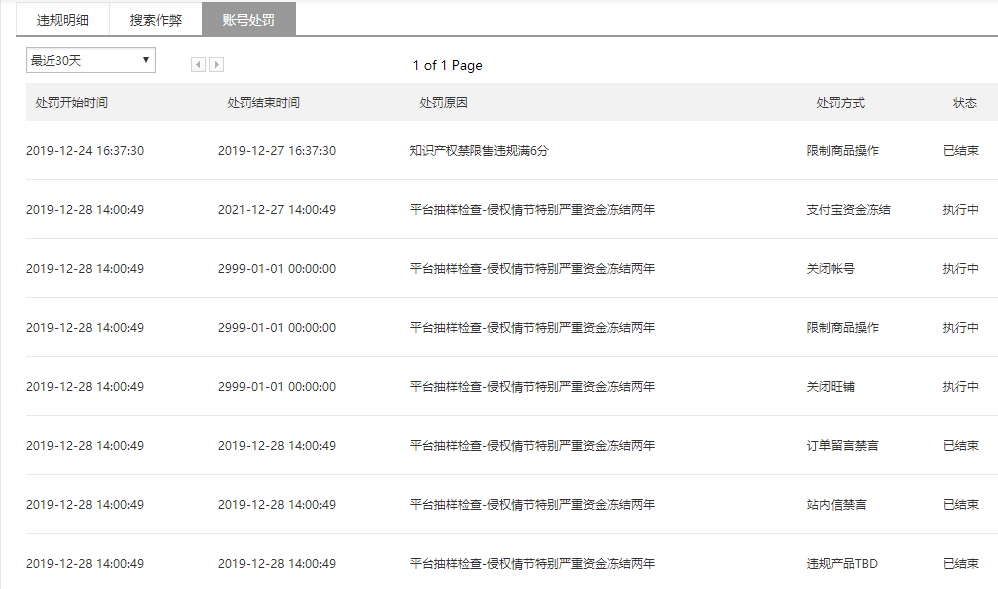 违规明细 搜索作弊 账号处罚
最近30天 1 of 1 Page
处罚开始时间 处罚结束时间 处罚原因 处罚方式 状态
2019-12-24 16:37:30 2019-12-27 16:37:30 知识产权禁限售违规满6分 限制商品操作 已结束
2019-12-28 14:00:49 2021-12-27 14:00:49 平台抽样检查-侵权情节特别严重资金冻结两年 支付宝资金冻结 执行中
2019-12-28 14:00:49 2999-01-01 00:00:00 平台抽样检查-侵权情节特别严重资金冻结两年 关闭帐号 执行中
2019-12-28 14:00:49 2999-01-01 00:00:00 平台抽样检查-侵权情节特别严重资金冻结两年 限制商品操作 执行中
2019-12-28 14:00:49 2999-01-01 00:00:00 平台抽样检查-侵权情节特别严重资金冻结两年 关闭旺铺 执行中
2019-12-28 14:00:49 2019-12-28 14:00:49 平台抽样检查-侵权情节特别严重资金冻结两年 订单留言禁言 已结束
2019-12-28 14:00:49 2019-12-28 14:00:49 平台抽样检查-侵权情节特别严重资金冻结两年 站内信禁言 已结束
2019-12-28 14:00:49 2019-12-28 14:00:49 平台抽样检查-侵权情节特别严重资金冻结两年 违规产品TBD 已结束